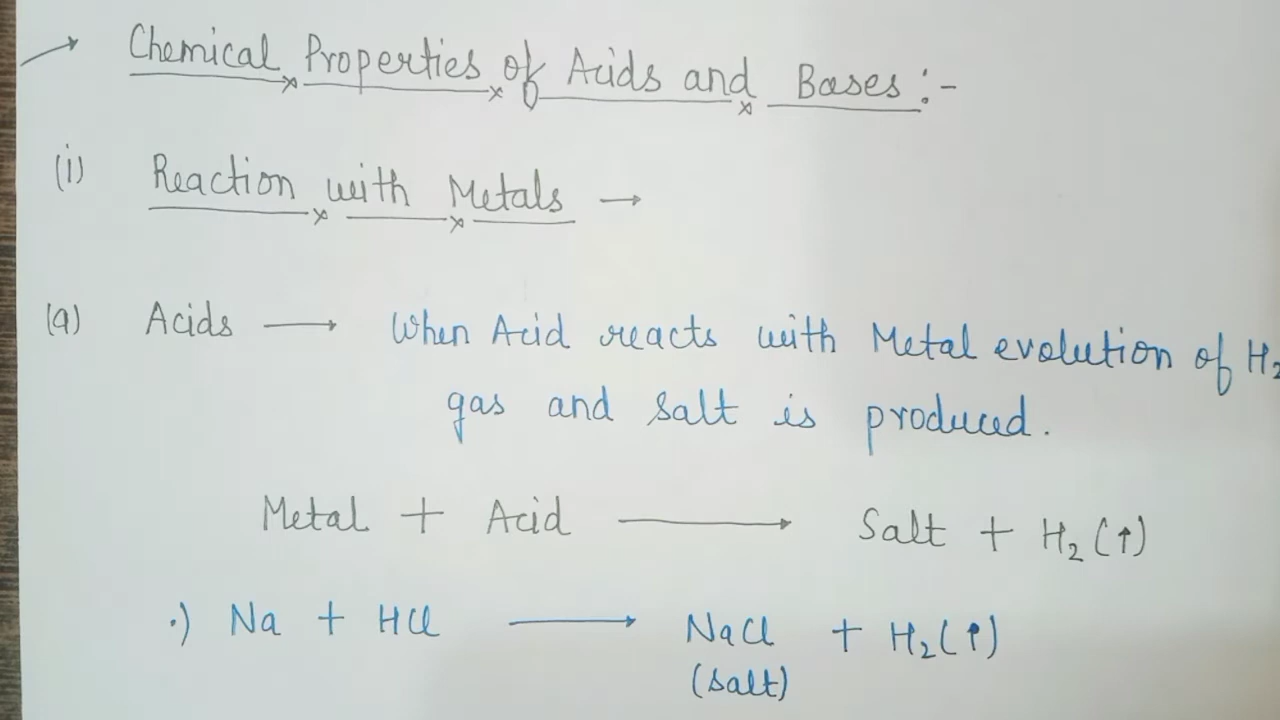 → Chemical Properties of Acids and Bases :-
(i) Reaction with Metals →
(a) Acids → When Acid reacts with Metal evolution of H₂
gas and salt is produced.
Metal + Acid → Salt + H₂(↑)
·) Na + HCl → NaCl + H₂(↑)
(salt)